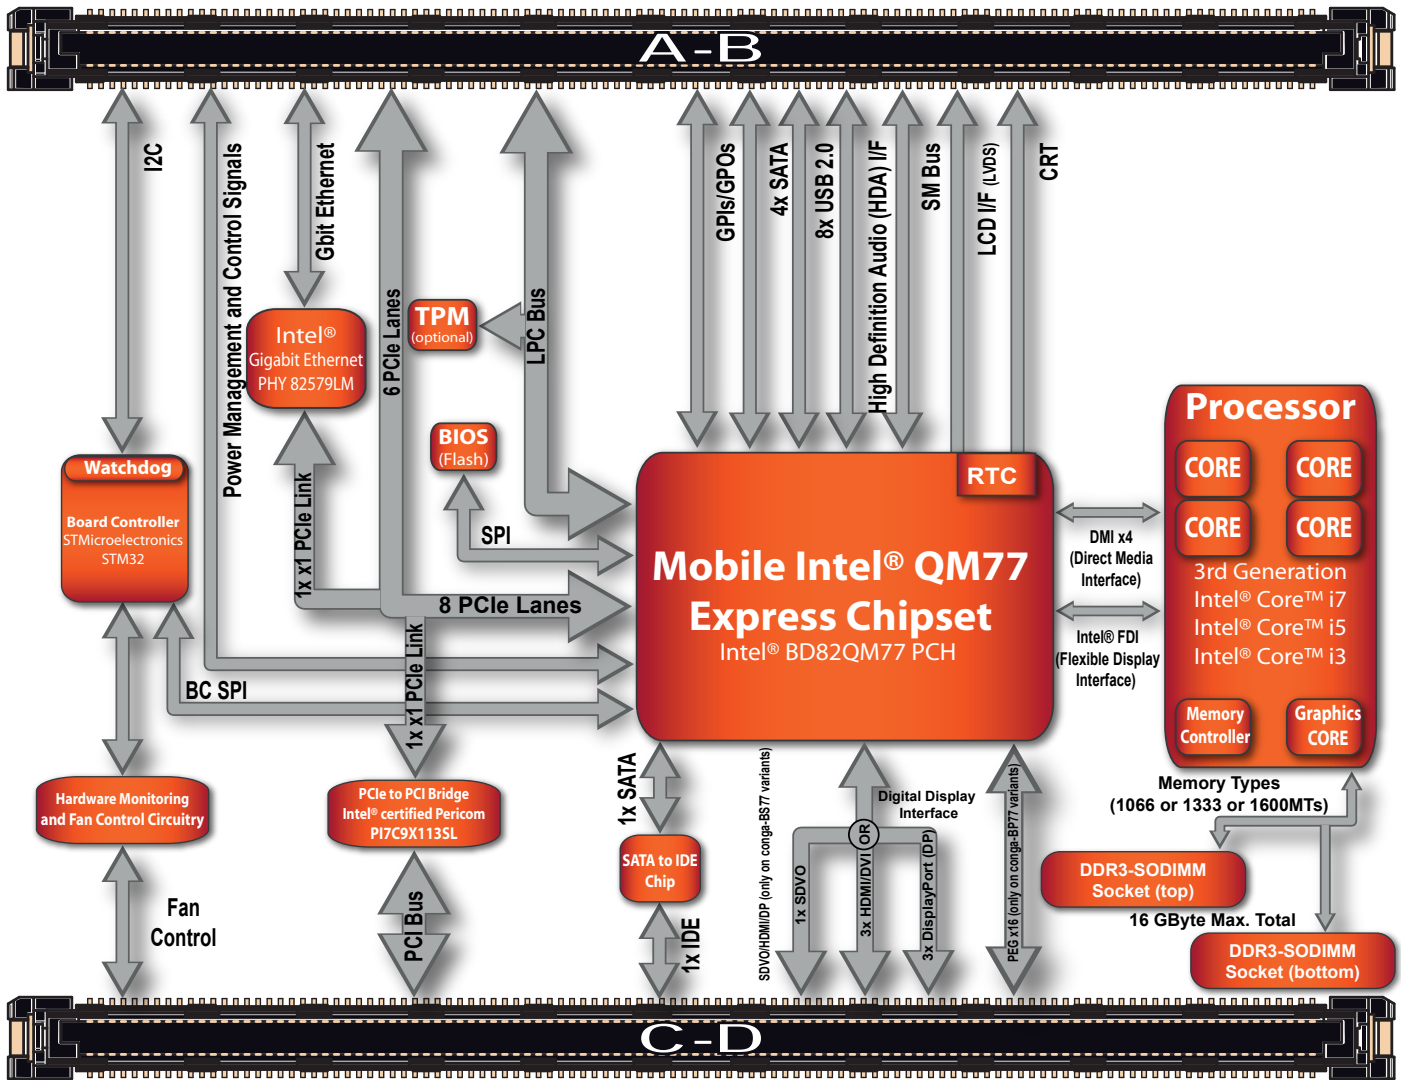 A-B
I2C
Power Management and Control Signals
Gbit Ethernet
6 PCIe Lanes
LPC Bus
GPIs/GPOs
4x SATA
8x USB 2.0
High Definition Audio (HDA) I/F
SM Bus
LCD I/F (LVDS)
CRT
Intel®
Gigabit Ethernet
PHY 82579LM
TPM
(optional)
BIOS
(Flash)
SPI
1x x1 PCIe Link
8 PCIe Lanes
1x x1 PCIe Link
BC SPI
Watchdog
Board Controller
STMicroelectronics
STM32
RTC
Mobile Intel® QM77
Express Chipset
Intel® BD82QM77 PCH
DMI x4
(Direct Media
Interface)
Intel® FDI
(Flexible Display
Interface)
Processor
CORE
CORE
CORE
CORE
3rd Generation
Intel® Core™ i7
Intel® Core™ i5
Intel® Core™ i3
Memory
Controller
Graphics
CORE
Memory Types
(1066 or 1333 or 1600MTs)
DDR3-SODIMM
Socket (top)
16 GByte Max. Total
DDR3-SODIMM
Socket (bottom)
Hardware Monitoring
and Fan Control Circuitry
Fan
Control
PCIe to PCI Bridge
Intel® certified Pericom
PI7C9X113SL
PCI Bus
1x SATA
SATA to IDE
Chip
1x IDE
SDVO/HDMI/DP (only on conga-BS77 variants)
Digital Display
Interface
OR
1x SDVO
3x HDMI/DVI
3x DisplayPort (DP)
PEG x16 (only on conga-BP77 variants)
C-D